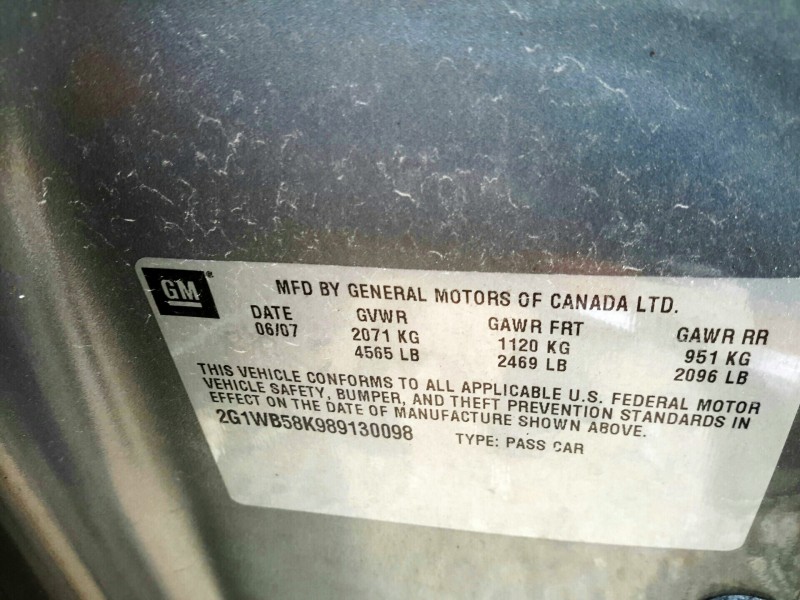 GM®
MFD BY GENERAL MOTORS OF CANADA LTD.
DATE GVWR GAWR FRT GAWR RR
06/07 2071 KG 1120 KG 951 KG
4565 LB 2469 LB 2096 LB
THIS VEHICLE CONFORMS TO ALL APPLICABLE U.S. FEDERAL MOTOR
VEHICLE SAFETY, BUMPER, AND THEFT PREVENTION STANDARDS IN
EFFECT ON THE DATE OF MANUFACTURE SHOWN ABOVE.
2G1WB58K989130098 TYPE: PASS CAR